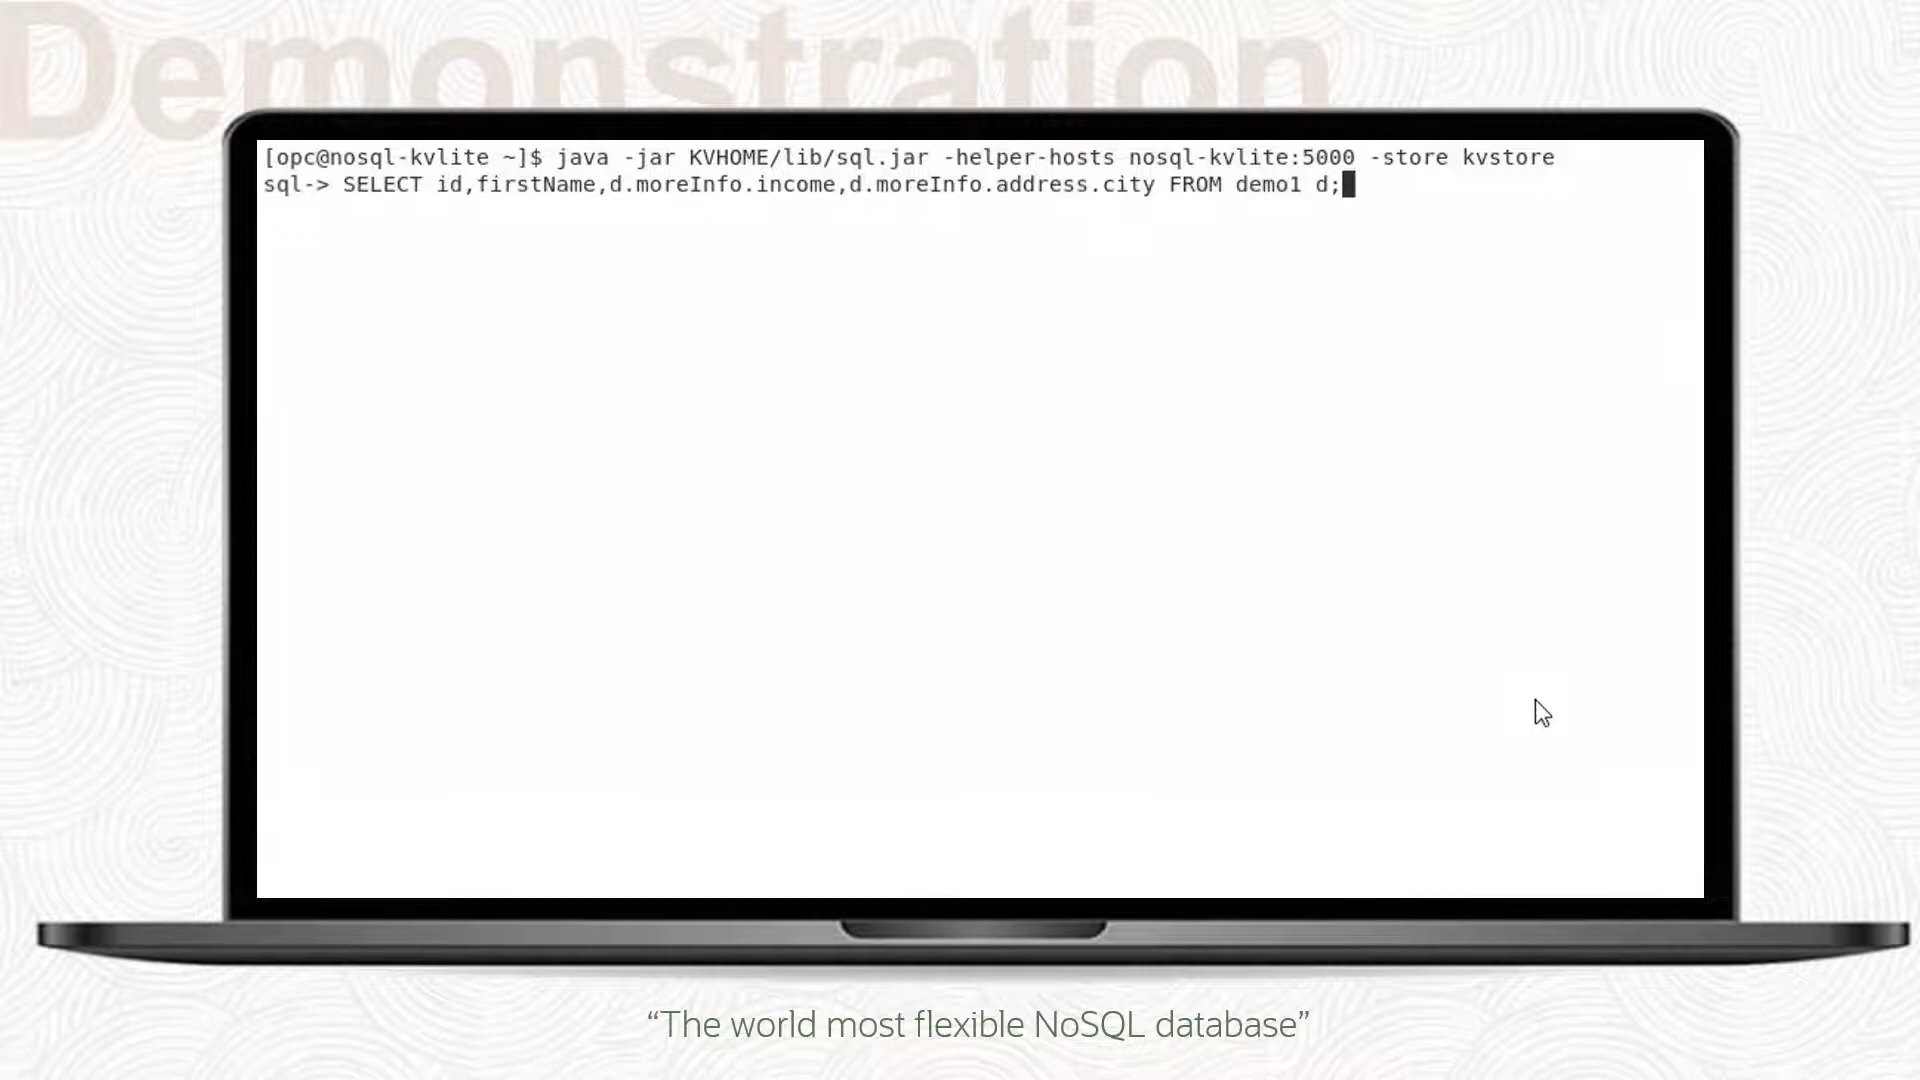 Demonstration
[opc@nosql-kvlite ~]$ java -jar KVHOME/lib/sql.jar -helper-hosts nosql-kvlite:5000 -store kvstore
sql-> SELECT id,firstName,d.moreInfo.income,d.moreInfo.address.city FROM demo1 d;
“The world most flexible NoSQL database”